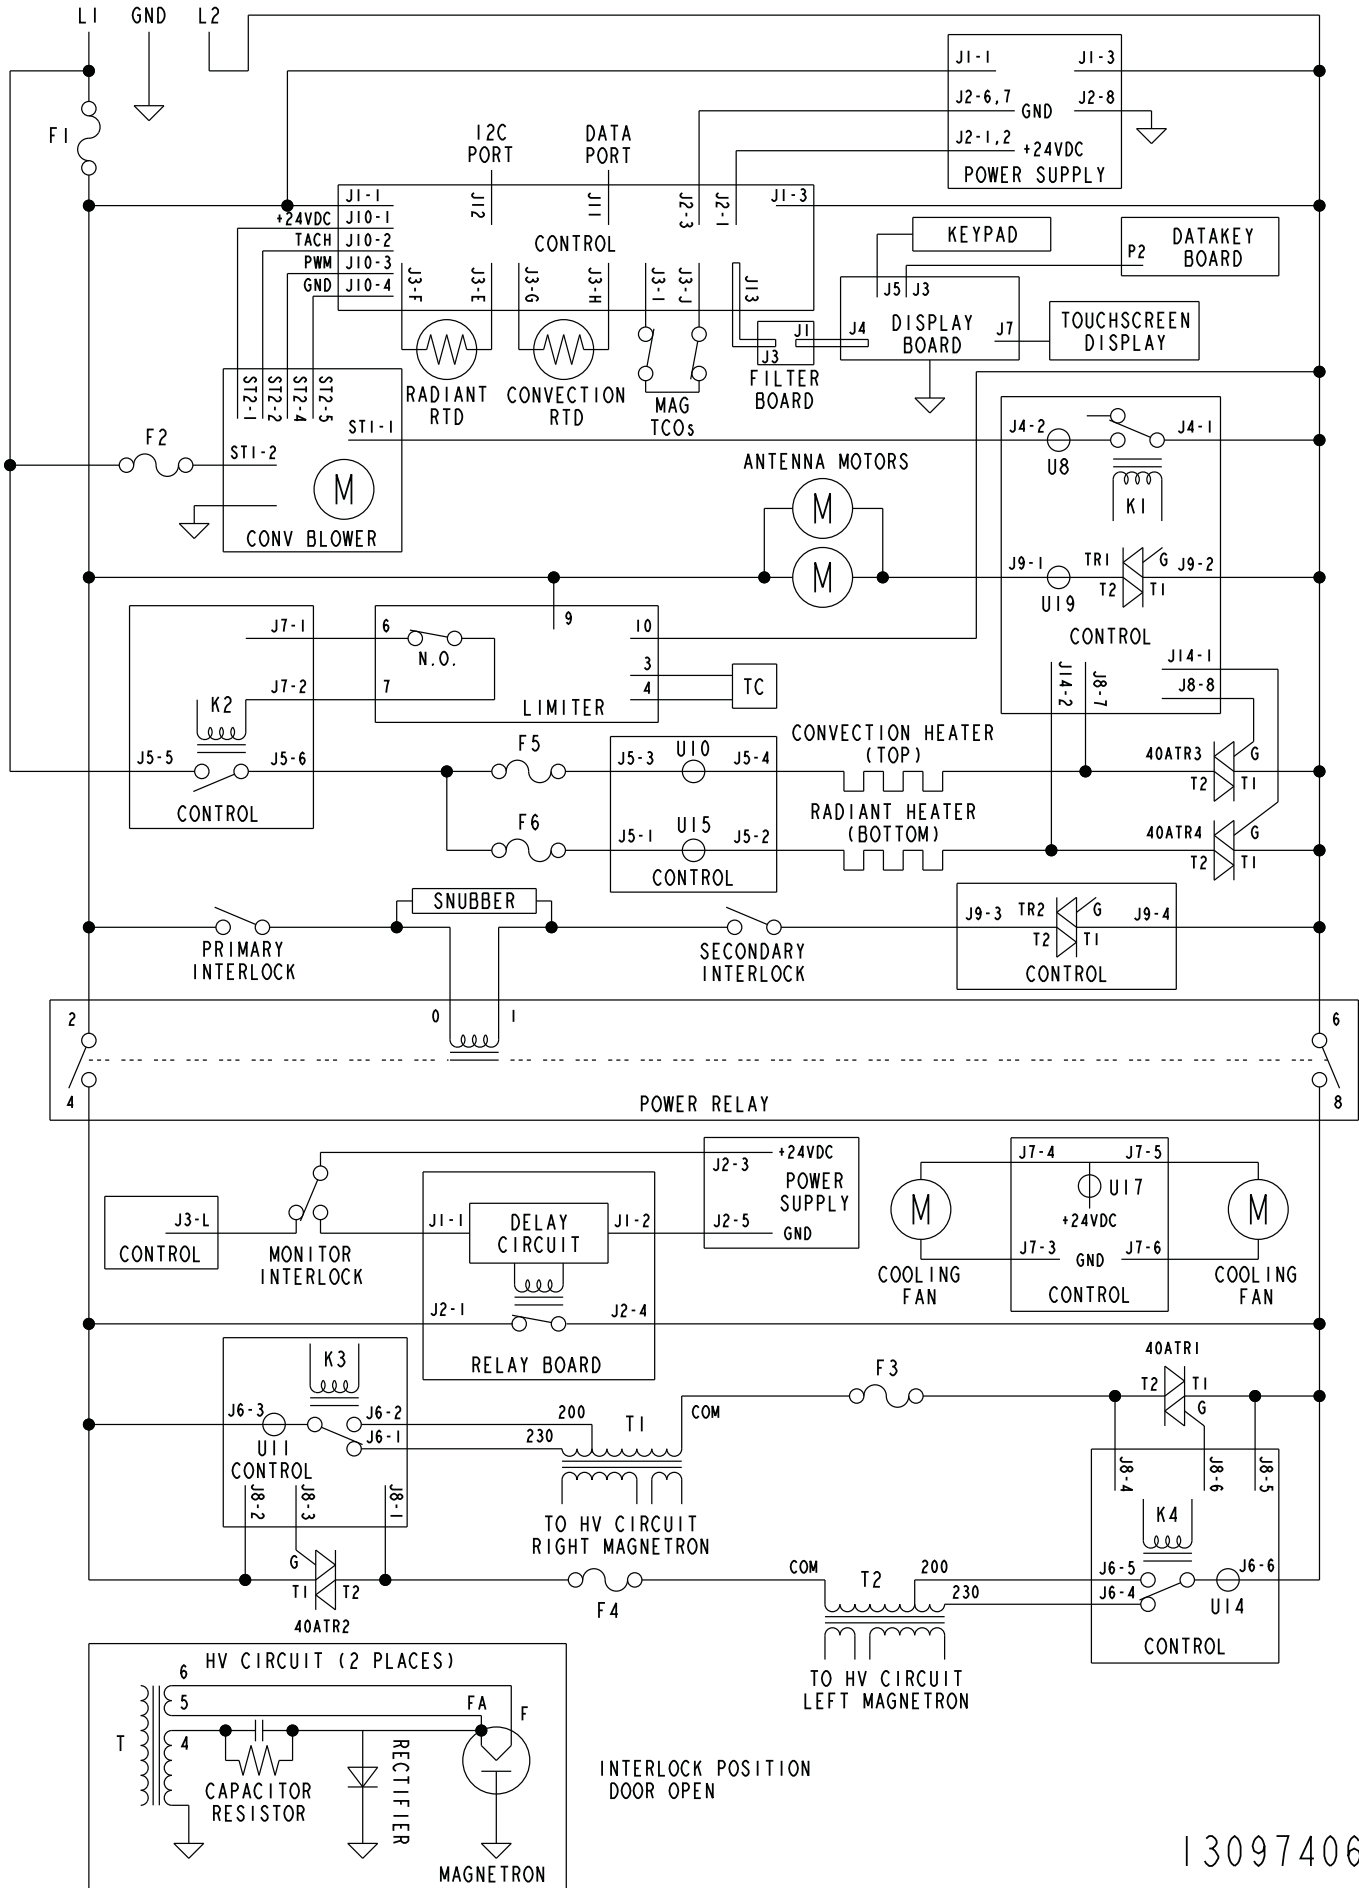 L1 GND L2
F1
J1-1 J1-3
J2-6,7 GND J2-8
J2-1,2 +24VDC
POWER SUPPLY
I2C
PORT
DATA
PORT
J1-1 J12 J11 J2-3 J2-1 J1-3
+24VDC J10-1
TACH J10-2
PWM J10-3
GND J10-4
CONTROL
J3-F J3-E J3-G J3-H J3-I J3-J J13
KEYPAD
P2 DATAKEY
BOARD
J5 J3
J4 DISPLAY
BOARD
J7
TOUCHSCREEN
DISPLAY
J1
J3
FILTER
BOARD
RADIANT
RTD
CONVECTION
RTD
MAG
TCOs
ST2-1 ST2-2 ST2-4 ST2-5
F2
ST1-1
ST1-2
M
CONV BLOWER
ANTENNA MOTORS
M
M
J4-2 U8 J4-1
K1
J9-1 U19 TR1 G J9-2
T2 T1
CONTROL
J14-2 J8-7
J14-1
J8-8
J7-1
J7-2
K2
J5-5 J5-6
CONTROL
6 9 10
N.O.
7 3
4
LIMITER
TC
F5
F6
J5-3 U10 J5-4
J5-1 U15 J5-2
CONTROL
CONVECTION HEATER
(TOP)
RADIANT HEATER
(BOTTOM)
40ATR3 G
T2 T1
40ATR4 G
T2 T1
SNUBBER
PRIMARY
INTERLOCK
SECONDARY
INTERLOCK
J9-3 TR2 G J9-4
T2 T1
CONTROL
2 0 1 6
4 8
POWER RELAY
J3-L
CONTROL
MONITOR
INTERLOCK
J1-1 DELAY
CIRCUIT
J1-2
J2-1 J2-4
RELAY BOARD
J2-3 +24VDC
POWER
SUPPLY
J2-5 GND
M
COOLING
FAN
J7-4 J7-5
U17
+24VDC
J7-3 GND J7-6
CONTROL
M
COOLING
FAN
K3
J6-3 J6-2
U11 J6-1
CONTROL
J8-2 J8-3 J8-1
G
T1 T2
40ATR2
200 T1 COM
230
TO HV CIRCUIT
RIGHT MAGNETRON
F3
40ATR1
T2 T1
G
J8-4 J8-6 J8-5
K4
J6-5 J6-6
J6-4 U14
CONTROL
F4
COM T2 200
230
TO HV CIRCUIT
LEFT MAGNETRON
HV CIRCUIT (2 PLACES)
6
5
4
T
FA F
CAPACITOR
RESISTOR
RECTIFIER
MAGNETRON
INTERLOCK POSITION
DOOR OPEN
13097406